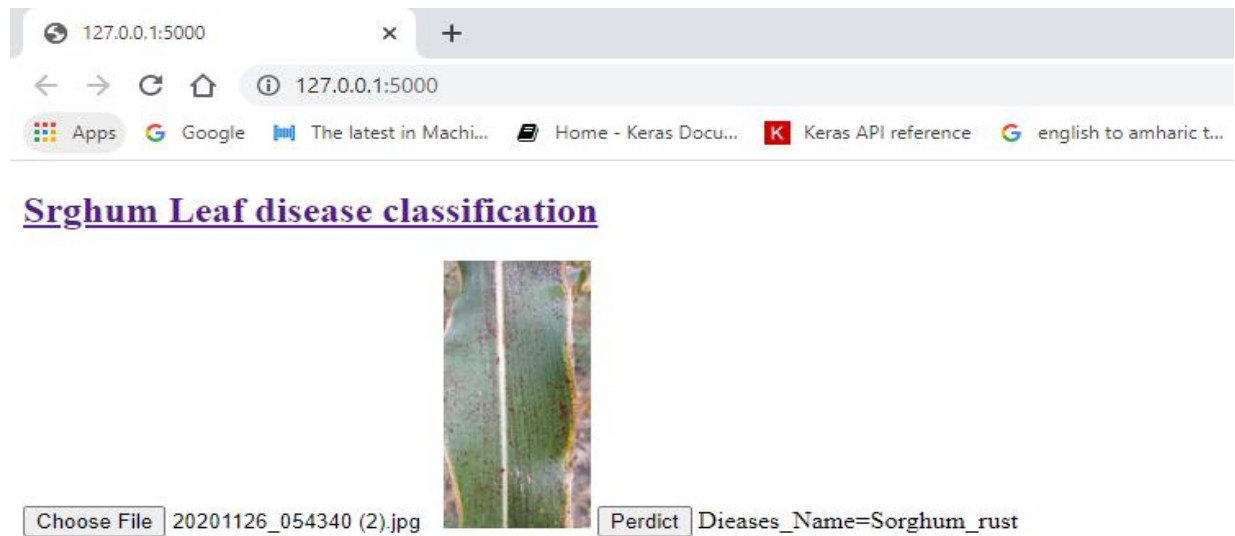 127.0.0.1:5000
127.0.0.1:5000
Apps Google The latest in Machi... Home - Keras Docu... K Keras API reference english to amharic t...
Srghum Leaf disease classification
Choose File 20201126_054340 (2).jpg Perdict Dieases_Name=Sorghum_rust